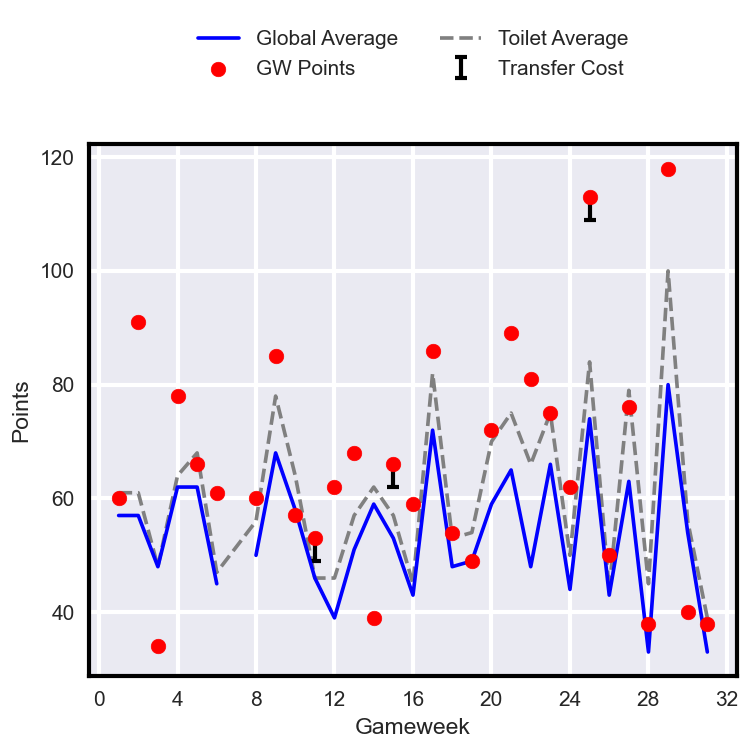 Global Average
GW Points
Toilet Average
Transfer Cost
120
100
80
60
40
Points
0 4 8 12 16 20 24 28 32
Gameweek